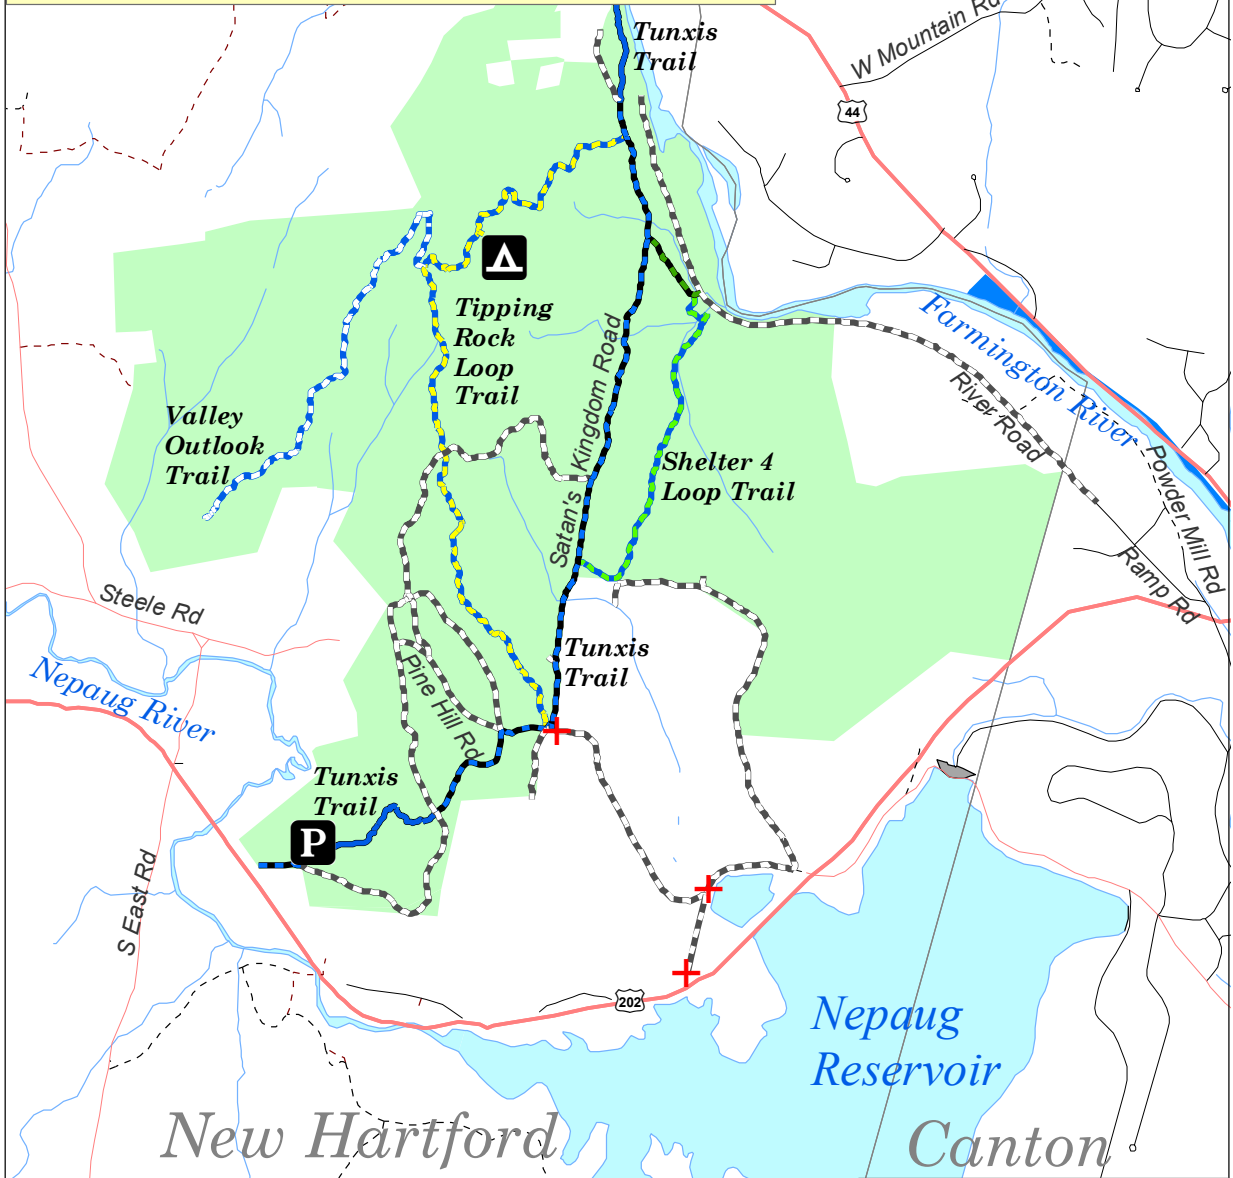 Tunxis
Trail
W Mountain Rd
44
Tipping
Rock
Loop
Trail
Farmington River
River Road
Valley
Outlook
Trail
Satan's Kingdom Road
Shelter 4
Loop Trail
Powder Mill Rd
Ramp Rd
Steele Rd
Nepaug River
Pine Hill Rd
Tunxis
Trail
Tunxis
Trail
P
S East Rd
202
Nepaug
Reservoir
New Hartford
Canton